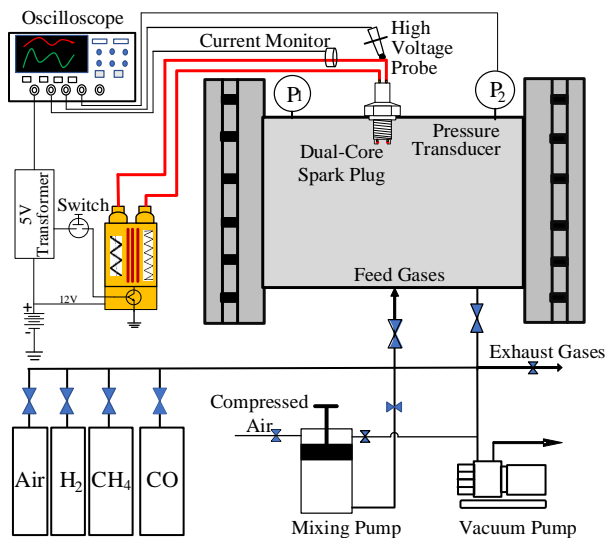 Oscilloscope
High
Voltage
Probe
Current Monitor
P1
P2
Pressure
Transducer
Dual-Core
Spark Plug
Switch
5V
Transformer
12V
+
-
Feed Gases
Exhaust Gases
Compressed
Air
Air
H2
CH4
CO
Mixing Pump
Vacuum Pump